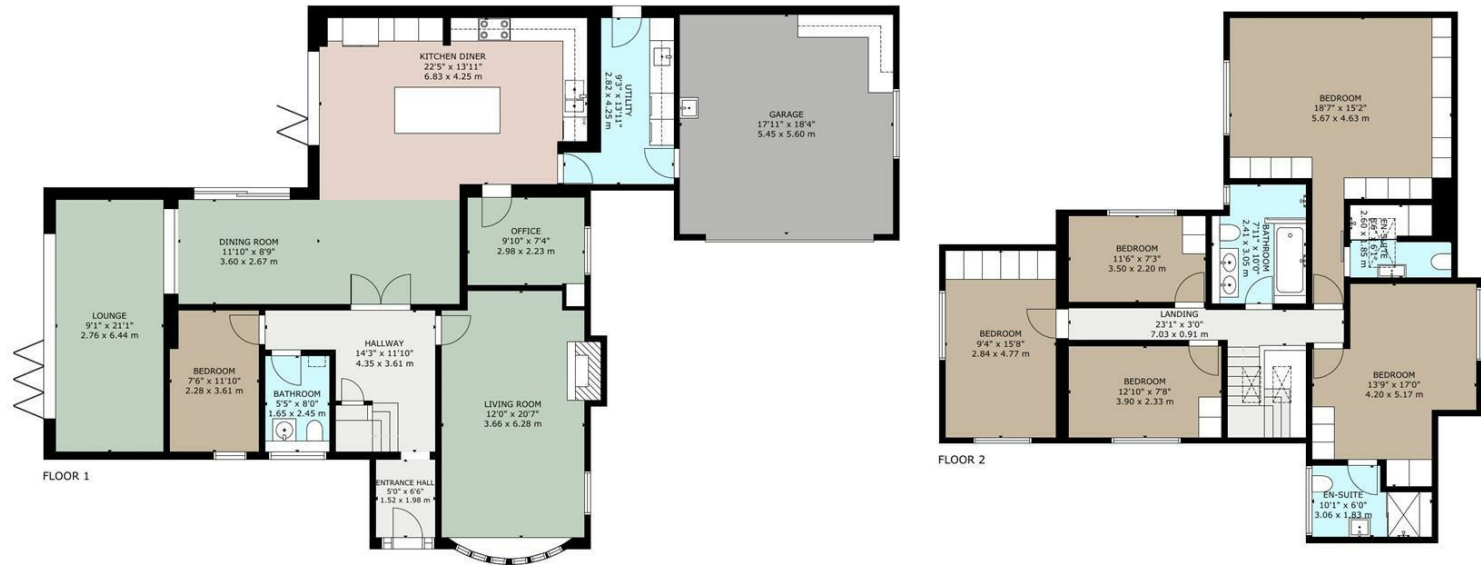 KITCHEN DINER
22'5" x 13'11"
6.83 x 4.25 m
UTILITY
9'3" x 13'11"
2.82 x 4.25 m
GARAGE
17'11" x 18'4"
5.45 x 5.60 m
DINING ROOM
11'10" x 8'9"
3.60 x 2.67 m
OFFICE
9'10" x 7'4"
2.98 x 2.23 m
LOUNGE
9'1" x 21'1"
2.76 x 6.44 m
HALLWAY
14'3" x 11'10"
4.35 x 3.61 m
BEDROOM
7'6" x 11'10"
2.28 x 3.61 m
BATHROOM
5'5" x 8'0"
1.65 x 2.45 m
LIVING ROOM
12'0" x 20'7"
3.66 x 6.28 m
ENTRANCE HALL
5'0" x 6'6"
1.52 x 1.98 m
FLOOR 1
BEDROOM
18'7" x 15'2"
5.67 x 4.63 m
BATHROOM
7'11" x 10'0"
2.41 x 3.05 m
EN-SUITE
8'6" x 6'1"
2.60 x 1.85 m
BEDROOM
11'6" x 7'3"
3.50 x 2.20 m
LANDING
23'1" x 3'0"
7.03 x 0.91 m
BEDROOM
9'4" x 15'8"
2.84 x 4.77 m
BEDROOM
12'10" x 7'8"
3.90 x 2.33 m
BEDROOM
13'9" x 17'0"
4.20 x 5.17 m
EN-SUITE
10'1" x 6'0"
3.06 x 1.83 m
FLOOR 2